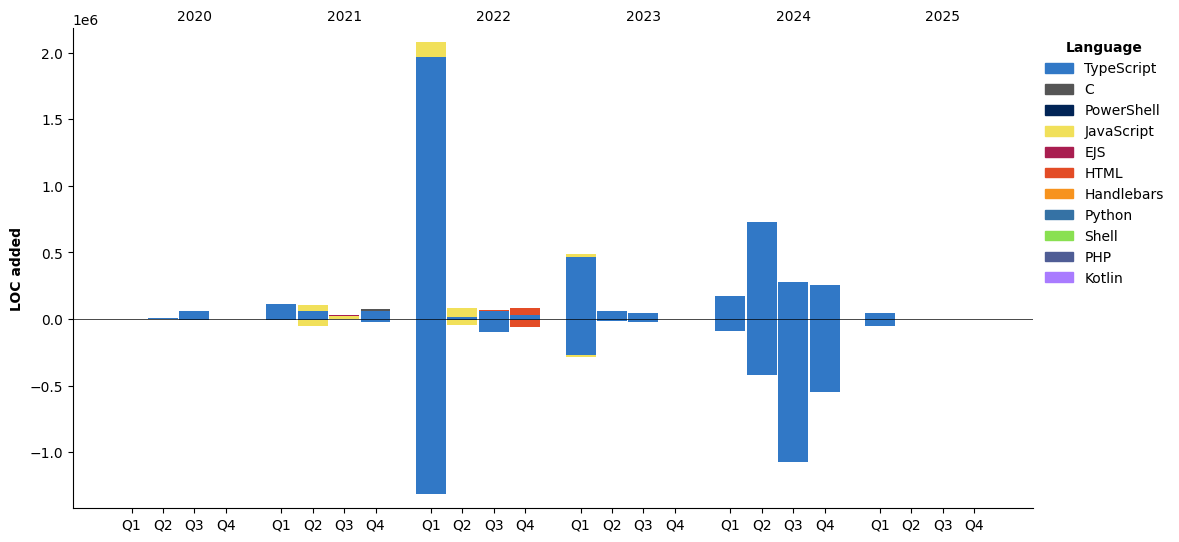 1e6
2020 2021 2022 2023 2024 2025
2.0
1.5
1.0
0.5
0.0
−0.5
−1.0
LOC added
Q1 Q2 Q3 Q4 Q1 Q2 Q3 Q4 Q1 Q2 Q3 Q4 Q1 Q2 Q3 Q4 Q1 Q2 Q3 Q4 Q1 Q2 Q3 Q4
Language
TypeScript
C
PowerShell
JavaScript
EJS
HTML
Handlebars
Python
Shell
PHP
Kotlin